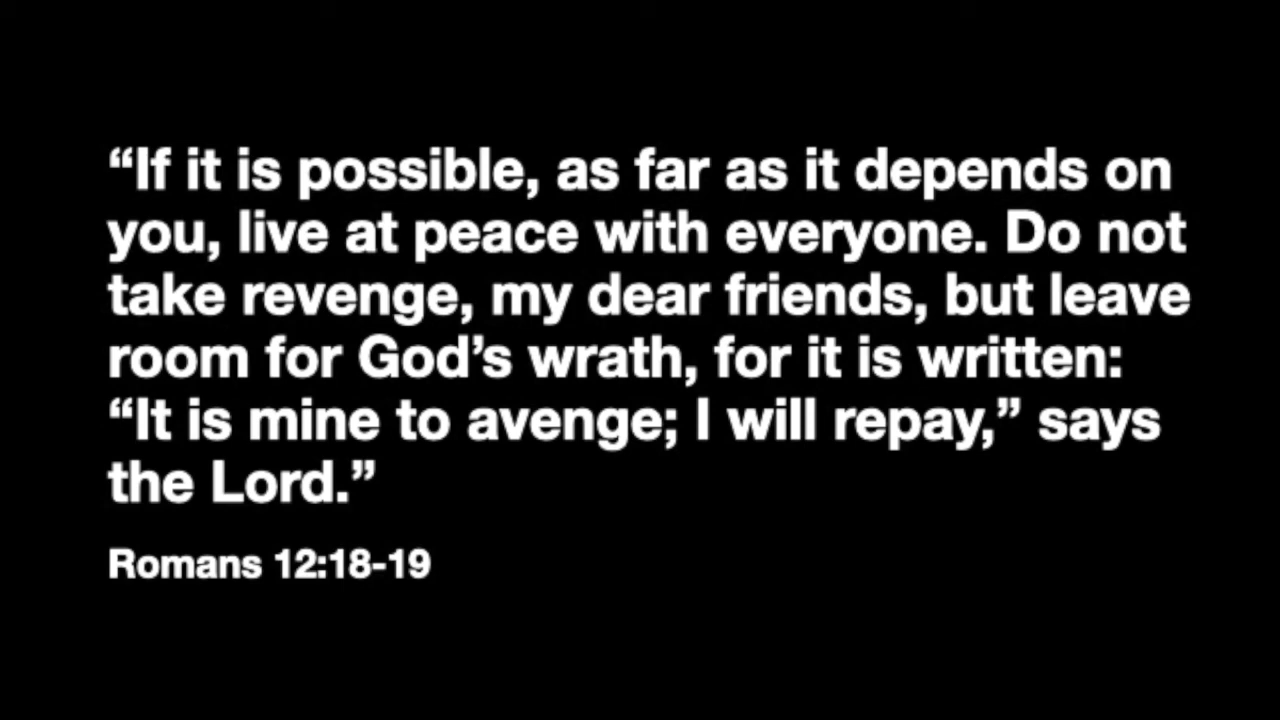 “If it is possible, as far as it depends on
you, live at peace with everyone. Do not
take revenge, my dear friends, but leave
room for God’s wrath, for it is written:
“It is mine to avenge; I will repay,” says
the Lord.”
Romans 12:18-19